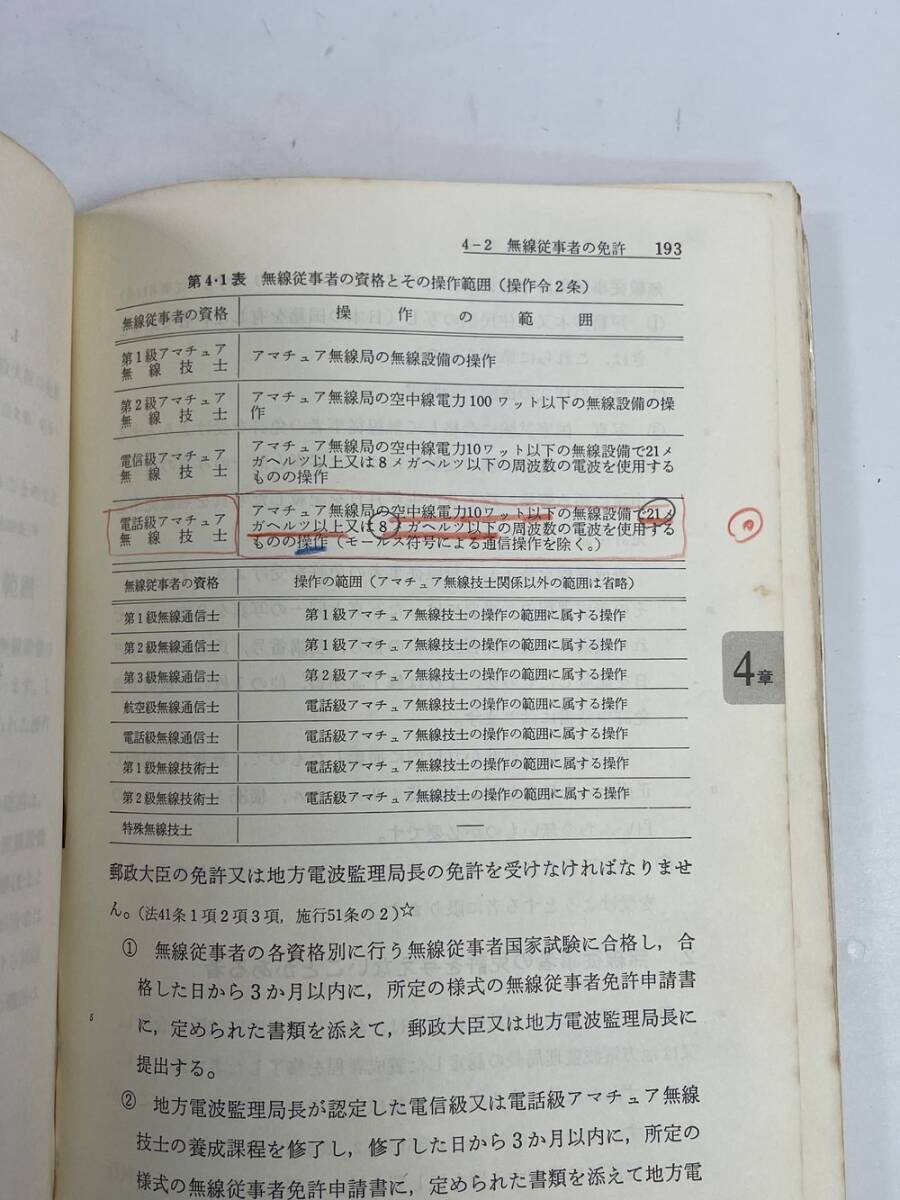 4－2 無線従事者の免許 193
第4・1表 無線従事者の資格とその操作範囲（操作令2条）
無線従事者の資格 操作の範囲
第1級アマチュア無線技士 アマチュア無線局の無線設備の操作
第2級アマチュア無線技士 アマチュア無線局の空中線電力100ワット以下の無線設備の操
作
電信級アマチュア無線技士 アマチュア無線局の空中線電力10ワット以下の無線設備で21メ
ガヘルツ以上又は8メガヘルツ以下の周波数の電波を使用する
ものの操作
電話級アマチュア無線技士 アマチュア無線局の空中線電力10ワット以下の無線設備で21メ
ガヘルツ以上又は8メガヘルツ以下の周波数の電波を使用する
ものの操作（モールス符号による通信操作を除く。）
無線従事者の資格 操作の範囲（アマチュア無線技士関係以外の範囲は省略）
第1級無線通信士 第1級アマチュア無線技士の操作の範囲に属する操作
第2級無線通信士 第1級アマチュア無線技士の操作の範囲に属する操作
第3級無線通信士 第2級アマチュア無線技士の操作の範囲に属する操作
航空級無線通信士 電話級アマチュア無線技士の操作の範囲に属する操作
電話級無線通信士 電話級アマチュア無線技士の操作の範囲に属する操作
第1級無線技術士 電話級アマチュア無線技士の操作の範囲に属する操作
第2級無線技術士 電話級アマチュア無線技士の操作の範囲に属する操作
特殊無線技士 ―
4章
郵政大臣の免許又は地方電波監理局長の免許を受けなければなりませ
ん。（法41条1項2項3項，施行51条の2）☆
① 無線従事者の各資格別に行う無線従事者国家試験に合格し，合
格した日から3か月以内に，所定の様式の無線従事者免許申請書
に，定められた書類を添えて，郵政大臣又は地方電波監理局長に
提出する。
② 地方電波監理局長が認定した電信級又は電話級アマチュア無線
技士の養成課程を修了し，修了した日から3か月以内に，所定の
様式の無線従事者免許申請書に，定められた書類を添えて地方電